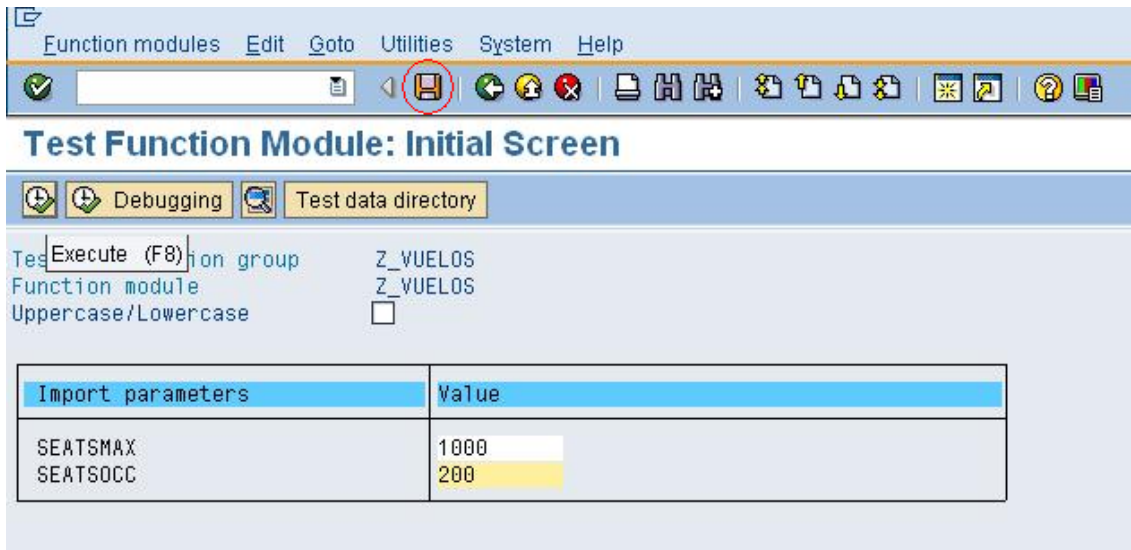 Function modules Edit Goto Utilities System Help
Test Function Module: Initial Screen
Debugging Test data directory
Execute (F8)
Tes ion group Z_VUELOS
Function module Z_VUELOS
Uppercase/Lowercase
Import parameters Value
SEATSMAX 1000
SEATSOCC 200